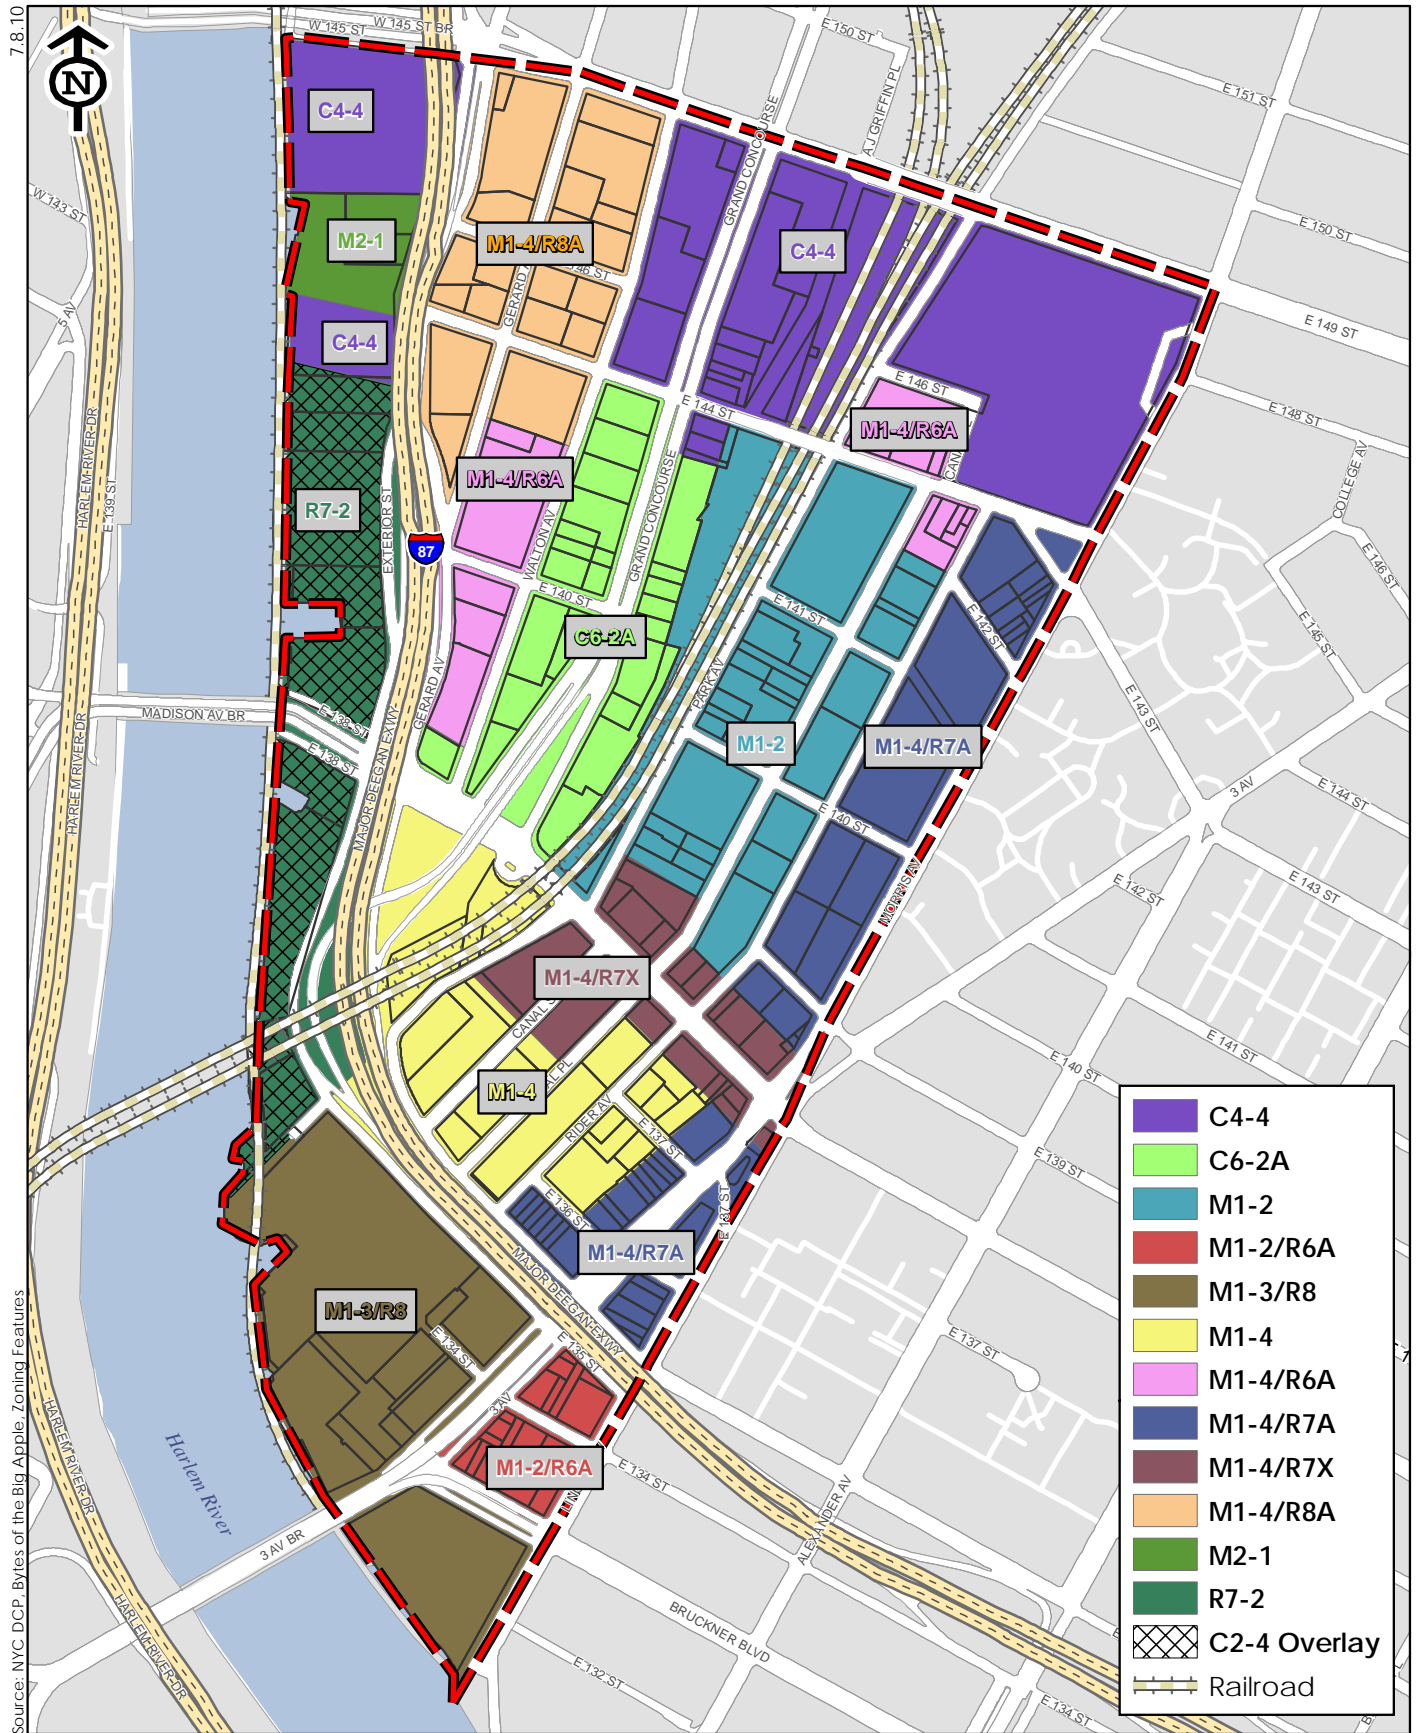 7.8.10
N
W 145 ST
W 145 ST BR
E 150 ST
A J GRIFFIN PL
E 151 ST
C4-4
GRAND CONCOURSE
W 143 ST
M2-1
M1-4/R8A
C4-4
E 150 ST
GERARD
146 ST
5 AV
C4-4
E 149 ST
E 146 ST
E 148 ST
E 144 ST
M1-4/R6A
CANAL
HARLEM RIVER DR
E 139 ST
M1-4/R6A
GRAND CONCOURSE
COLLEGE AV
R7-2
EXTERIOR ST
87
WALTON AV
E 146 ST
E 140 ST
E 141 ST
E 142 ST
E 145 ST
C6-2A
PARK AV
GERARD AV
E 143 ST
MADISON AV BR
E 138 ST
HARLEM RIVER DR
E 138 ST
M1-2
M1-4/R7A
MAJOR DEEGAN EXWY
3 AV
E 144 ST
E 140 ST
MORRIS AV
E 142 ST
E 143 ST
M1-4/R7X
CANAL S
E 141 ST
E 140 ST
M1-4
AL PL
RIDER AV
E 137 ST
E 139 ST
E 136 ST
E 137 ST
M1-4/R7A
MAJOR DEEGAN EXWY
M1-3/R8
E 134 ST
E 135 ST
E 137 ST
3 AV
HARLEM RIVER DR
Harlem River
M1-2/R6A
E 134 ST
LIN
ALEXANDER AV
3 AV BR
HARLEM RIVER DR
BRUCKNER BLVD
E 132 ST
E 134 ST
C4-4
C6-2A
M1-2
M1-2/R6A
M1-3/R8
M1-4
M1-4/R6A
M1-4/R7A
M1-4/R7X
M1-4/R8A
M2-1
R7-2
C2-4 Overlay
Railroad
Source: NYC DCP, Bytes of the Big Apple, Zoning Features